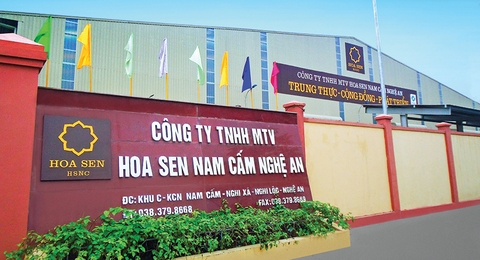 HOA SEN
HSNC
CÔNG TY TNHH MTV
HOA SEN NAM CẤM NGHỆ AN
ĐC: KHU C-KCN NAM CẤM-NGHI XÁ-NGHI LỘC-NGHỆ AN
ĐT: 038.379.8668 -FAX:038.379.8668
HOA SEN
CÔNG TY TNHH MTV HOA SEN NAM CẤM NGHỆ AN
TRUNG THỰC-CỘNG ĐỒNG-PHÁT TRIỂN